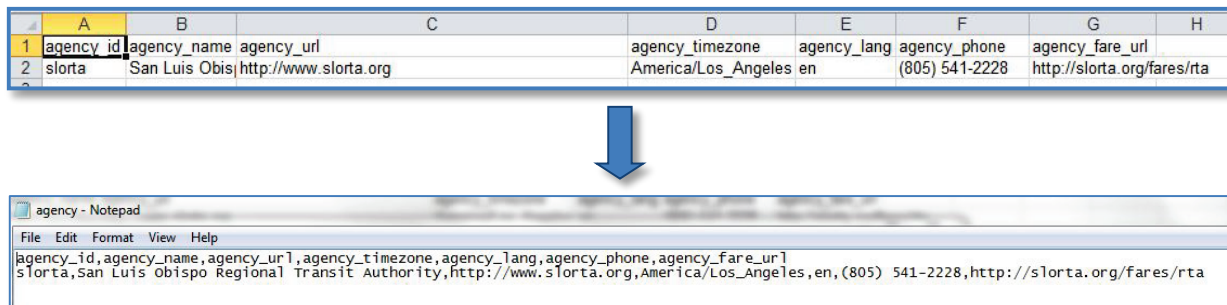 A B C D E F G H
1 agency_id agency_name agency_url agency_timezone agency_lang agency_phone agency_fare_url
2 slorta San Luis Obis http://www.slorta.org America/Los_Angeles en (805) 541-2228 http://slorta.org/fares/rta
agency - Notepad
File Edit Format View Help
agency_id,agency_name,agency_url,agency_timezone,agency_lang,agency_phone,agency_fare_url
slorta,San Luis Obispo Regional Transit Authority,http://www.slorta.org,America/Los_Angeles,en,(805) 541-2228,http://slorta.org/fares/rta